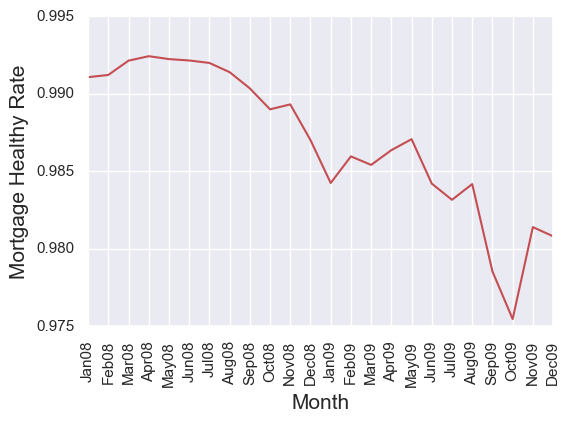 0.995
0.990
0.985
0.980
0.975
Mortgage Healthy Rate
Jan08
Feb08
Mar08
Apr08
May08
Jun08
Jul08
Aug08
Sep08
Oct08
Nov08
Dec08
Jan09
Feb09
Mar09
Apr09
May09
Jun09
Jul09
Aug09
Sep09
Oct09
Nov09
Dec09
Month